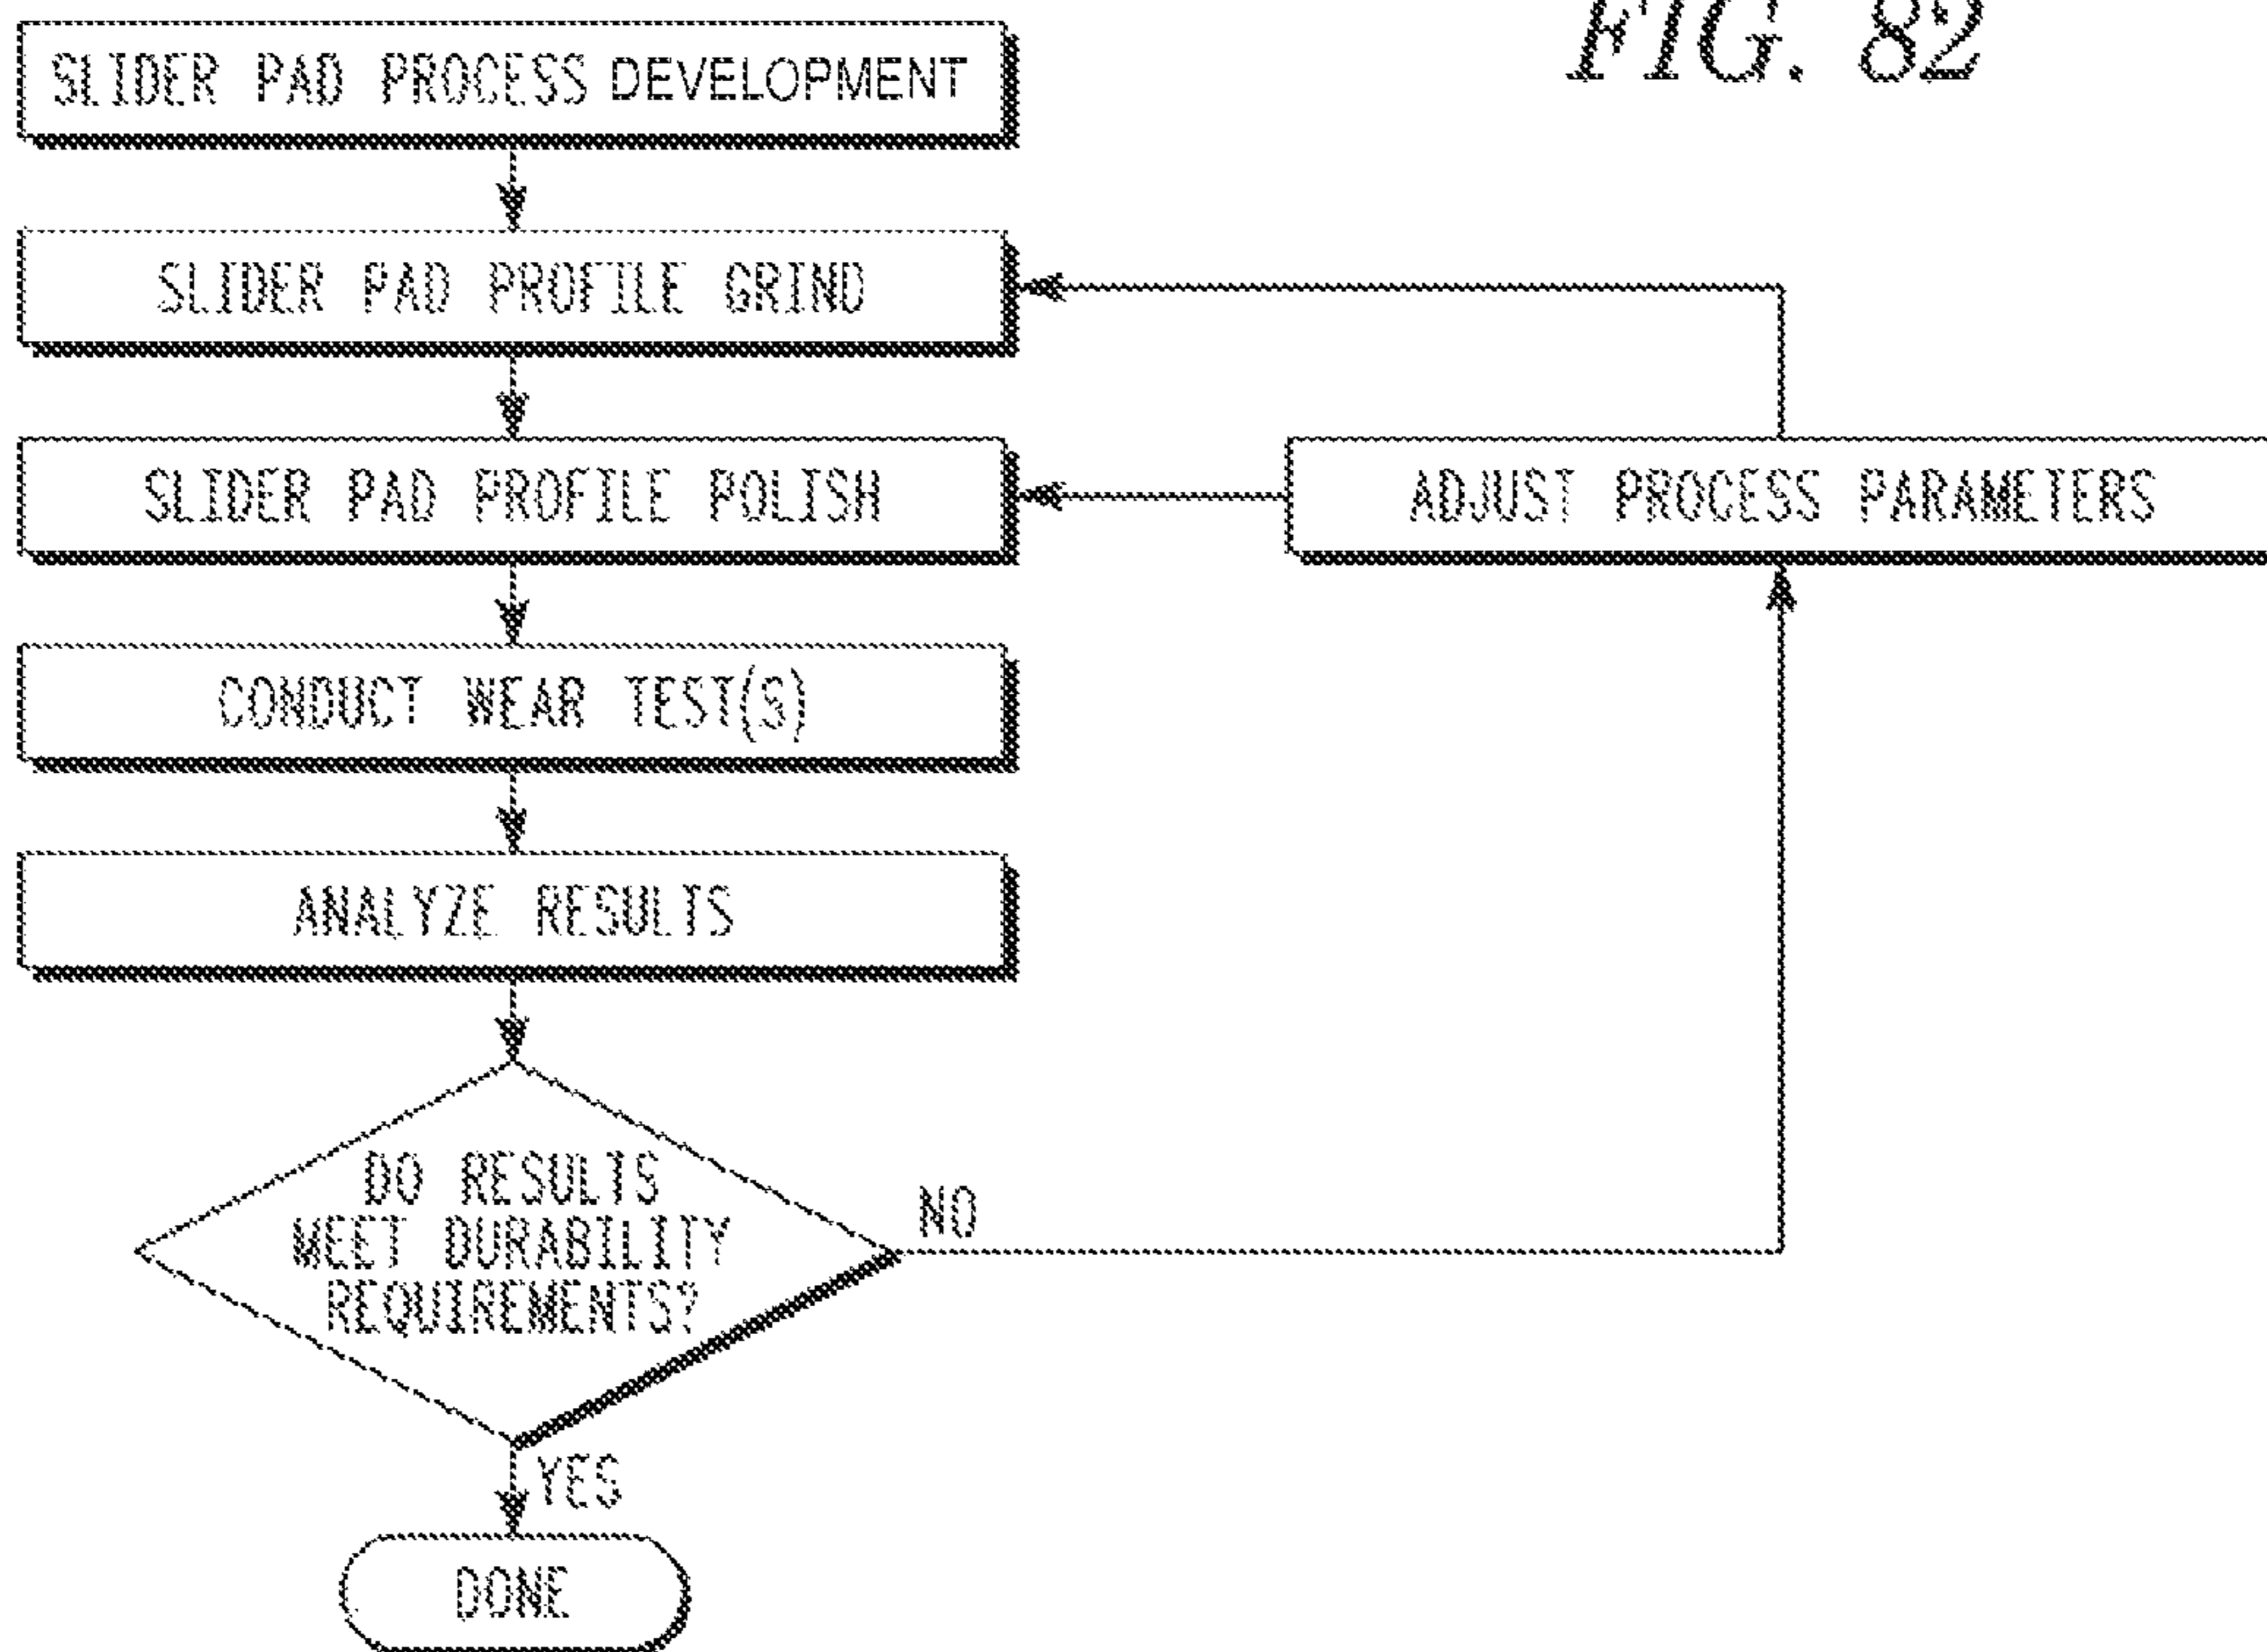 FIG. 82
SLIDER PAD PROCESS DEVELOPMENT
SLIDER PAD PROFILE GRIND
SLIDER PAD PROFILE POLISH
ADJUST PROCESS PARAMETERS
CONDUCT WEAR TEST(S)
ANALYZE RESULTS
DO RESULTS
MEET DURABILITY
REQUIREMENTS?
NO
YES
DONE